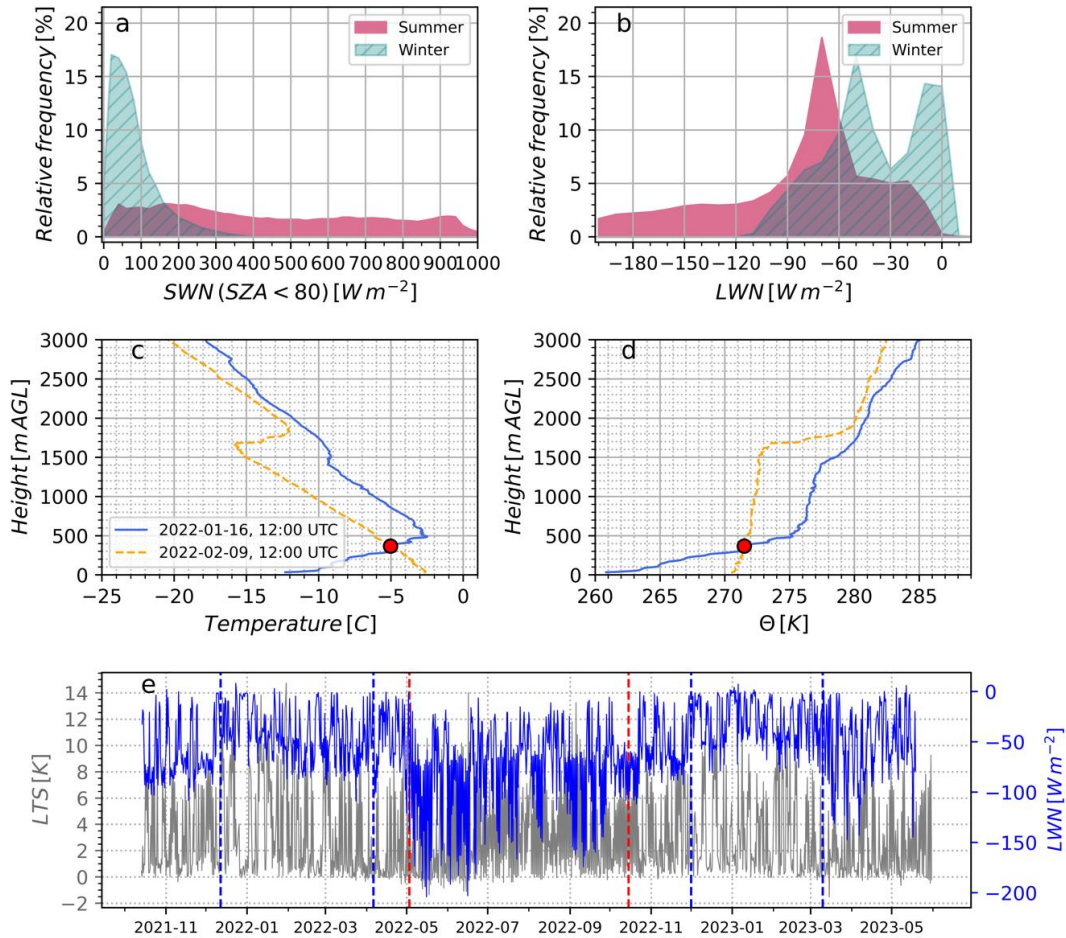 a
Relative frequency [%]
20
15
10
5
0
Summer
Winter
0 100 200 300 400 500 600 700 800 900 1000
SWN (SZA < 80) [W m⁻²]
b
Relative frequency [%]
20
15
10
5
0
Summer
Winter
−180 −150 −120 −90 −60 −30 0
LWN [W m⁻²]
c
Height [m AGL]
3000
2500
2000
1500
1000
500
0
2022-01-16, 12:00 UTC
2022-02-09, 12:00 UTC
−25 −20 −15 −10 −5 0
Temperature [C]
d
Height [m AGL]
3000
2500
2000
1500
1000
500
0
260 265 270 275 280 285
Θ [K]
e
LTS [K]
14
12
10
8
6
4
2
0
−2
0
−50
−100
−150
−200
LWN [W m⁻²]
2021-11 2022-01 2022-03 2022-05 2022-07 2022-09 2022-11 2023-01 2023-03 2023-05